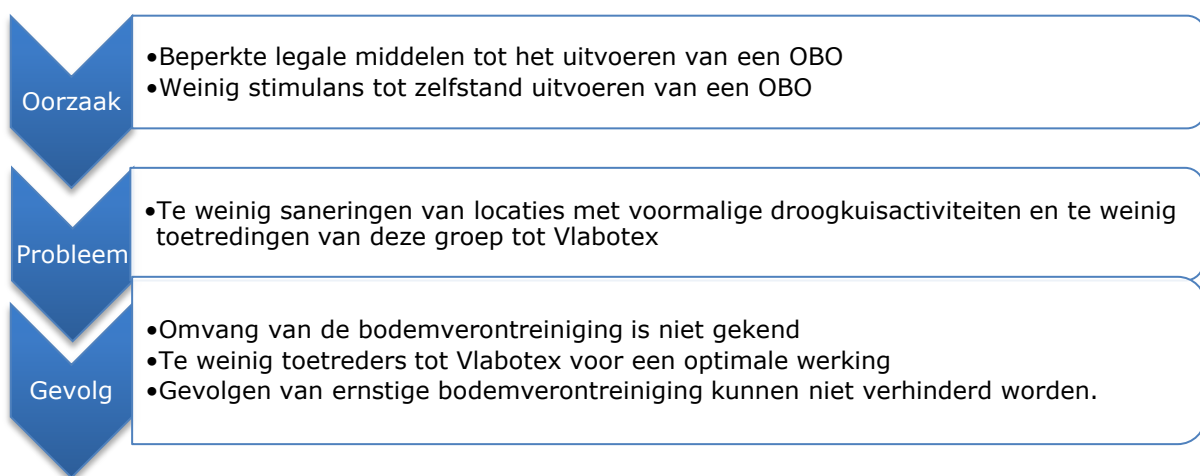 Oorzaak
•Beperkte legale middelen tot het uitvoeren van een OBO
•Weinig stimulans tot zelfstand uitvoeren van een OBO
Probleem
•Te weinig saneringen van locaties met voormalige droogkuisactiviteiten en te weinig
toetredingen van deze groep tot Vlabotex
Gevolg
•Omvang van de bodemverontreiniging is niet gekend
•Te weinig toetreders tot Vlabotex voor een optimale werking
•Gevolgen van ernstige bodemverontreiniging kunnen niet verhinderd worden.